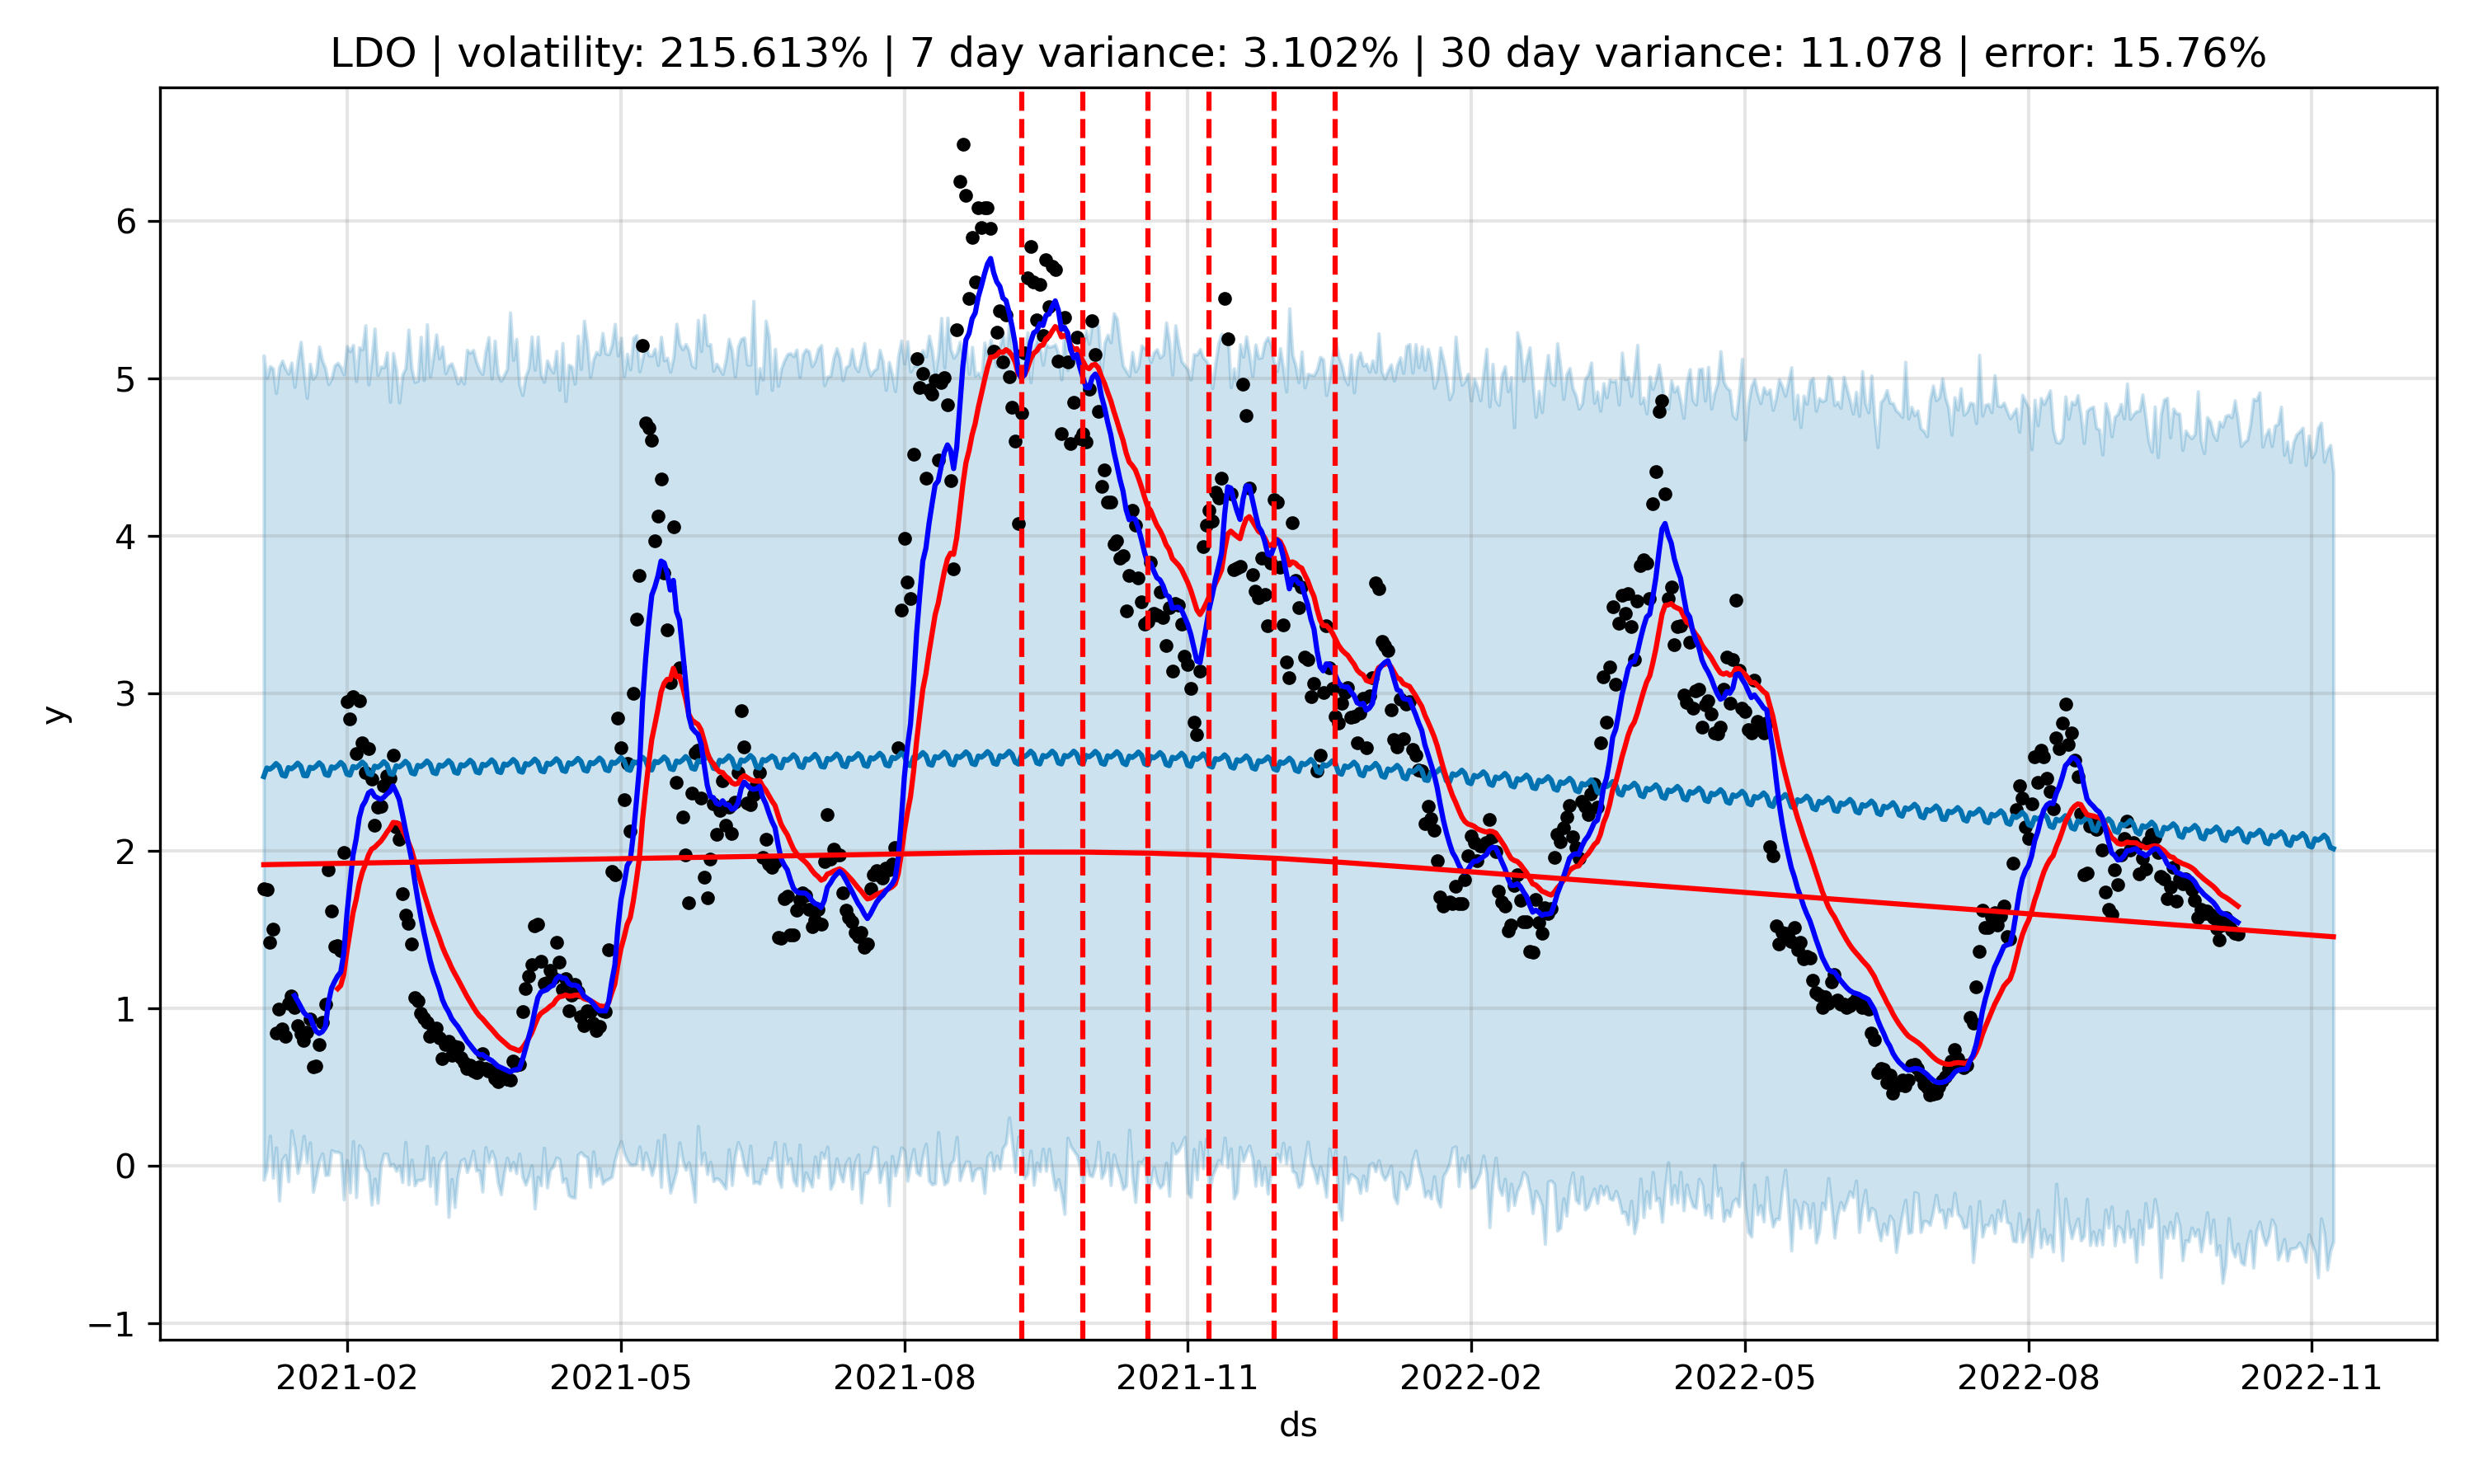 LDO | volatility: 215.613% | 7 day variance: 3.102% | 30 day variance: 11.078 | error: 15.76%
6
5
4
3
2
1
0
−1
y
2021-02 2021-05 2021-08 2021-11 2022-02 2022-05 2022-08 2022-11
ds